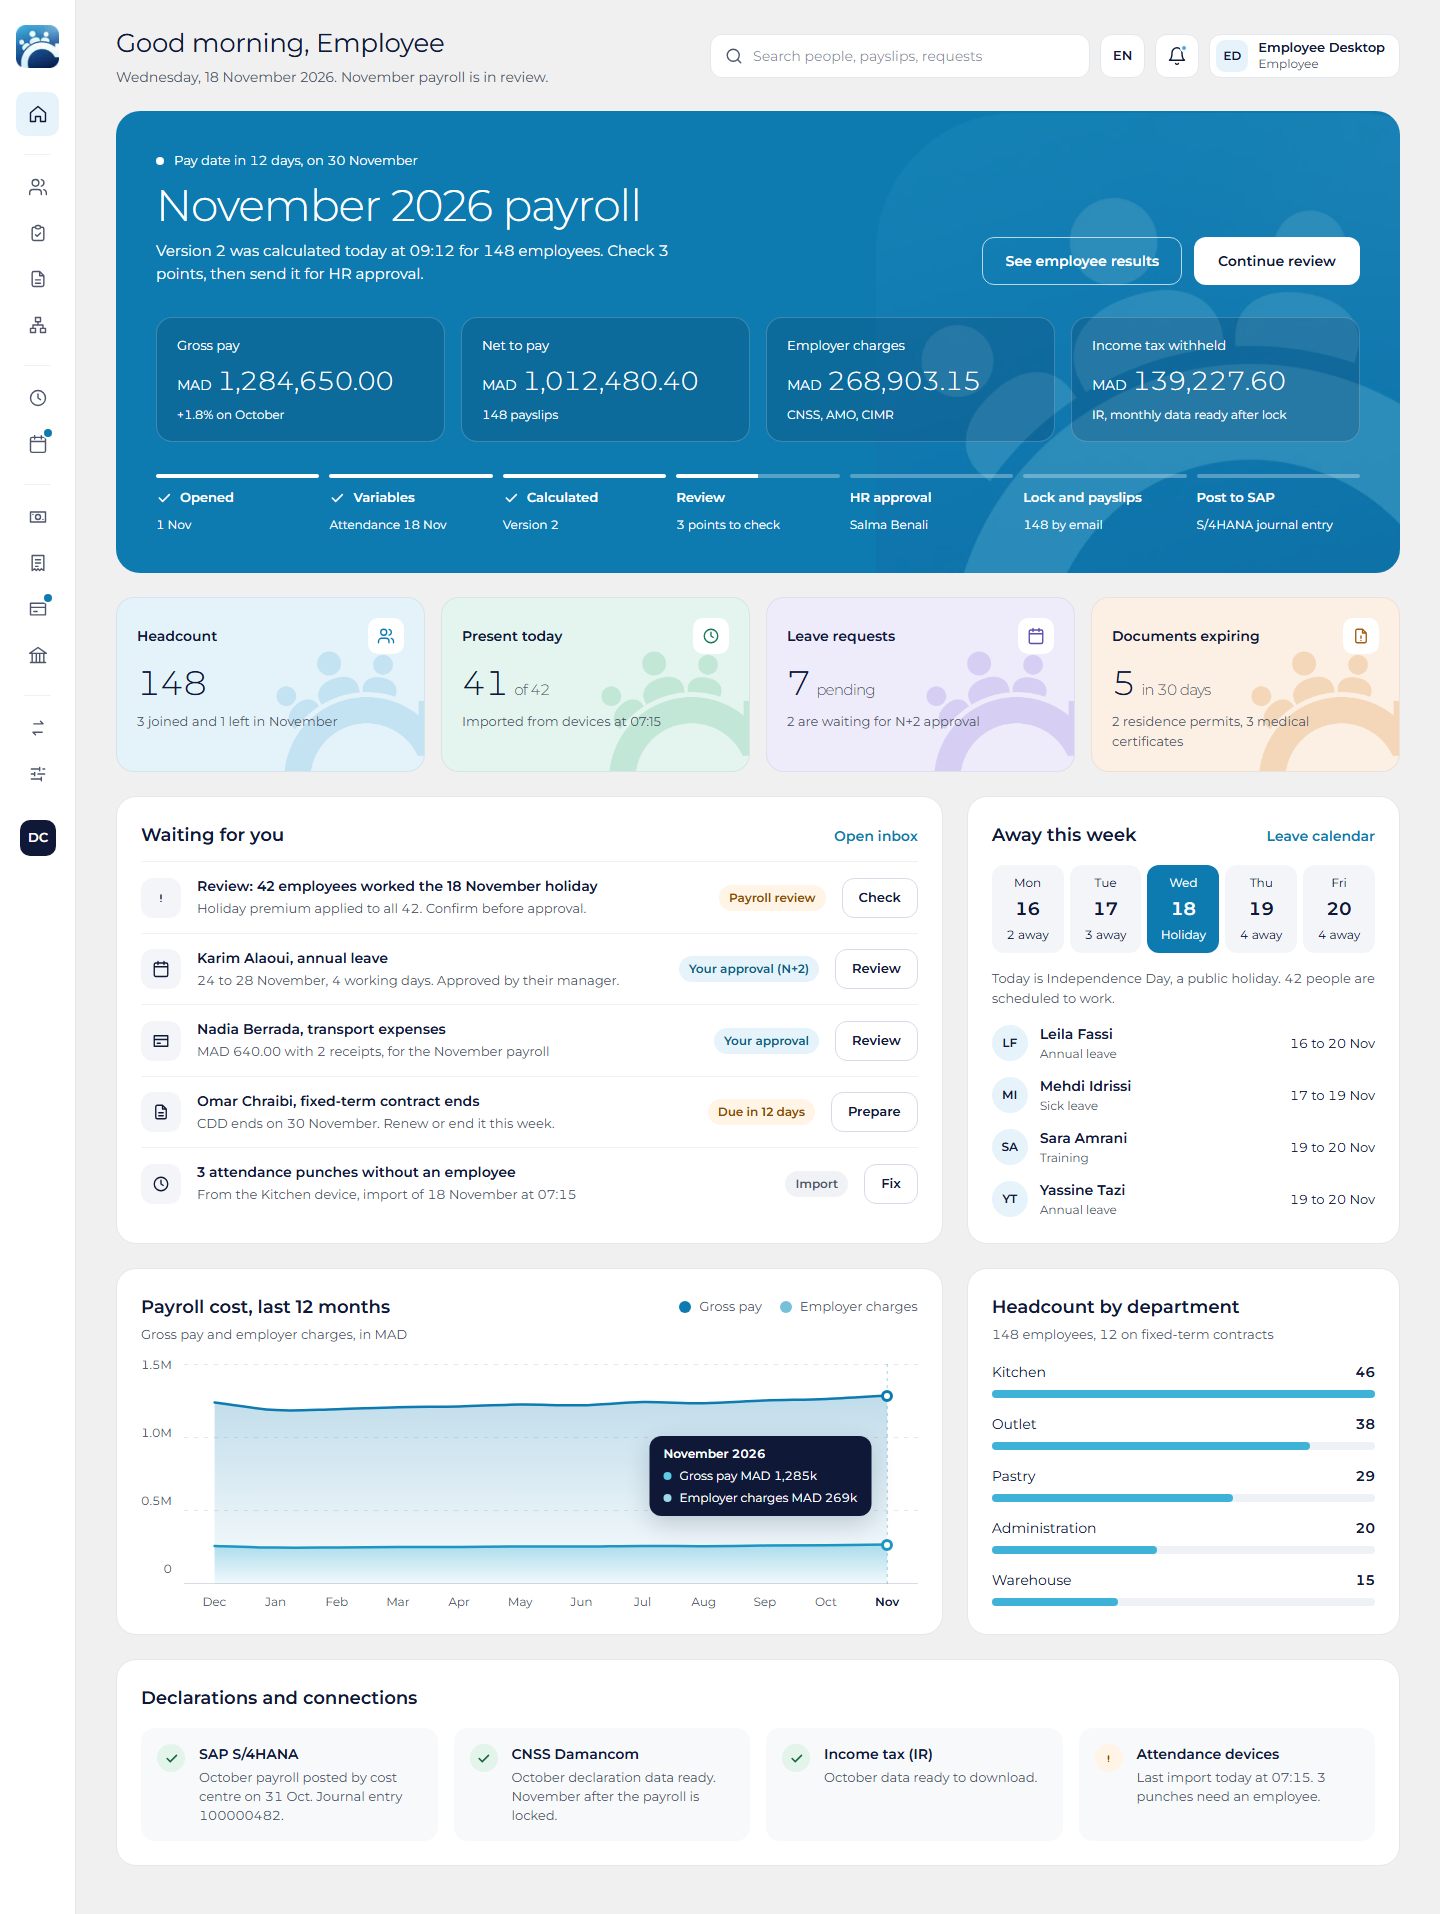 Good morning, Employee
Wednesday, 18 November 2026. November payroll is in review.
Search people, payslips, requests
EN
ED
Employee Desktop
Employee
Pay date in 12 days, on 30 November
November 2026 payroll
Version 2 was calculated today at 09:12 for 148 employees. Check 3
points, then send it for HR approval.
See employee results
Continue review
Gross pay
MAD 1,284,650.00
+1.8% on October
Net to pay
MAD 1,012,480.40
148 payslips
Employer charges
MAD 268,903.15
CNSS, AMO, CIMR
Income tax withheld
MAD 139,227.60
IR, monthly data ready after lock
Opened
1 Nov
Variables
Attendance 18 Nov
Calculated
Version 2
Review
3 points to check
HR approval
Salma Benali
Lock and payslips
148 by email
Post to SAP
S/4HANA journal entry
Headcount
148
3 joined and 1 left in November
Present today
41 of 42
Imported from devices at 07:15
Leave requests
7 pending
2 are waiting for N+2 approval
Documents expiring
5 in 30 days
2 residence permits, 3 medical
certificates
DC
Waiting for you
Open inbox
Review: 42 employees worked the 18 November holiday
Holiday premium applied to all 42. Confirm before approval.
Payroll review
Check
Karim Alaoui, annual leave
24 to 28 November, 4 working days. Approved by their manager.
Your approval (N+2)
Review
Nadia Berrada, transport expenses
MAD 640.00 with 2 receipts, for the November payroll
Your approval
Review
Omar Chraibi, fixed-term contract ends
CDD ends on 30 November. Renew or end it this week.
Due in 12 days
Prepare
3 attendance punches without an employee
From the Kitchen device, import of 18 November at 07:15
Import
Fix
Away this week
Leave calendar
Mon
16
2 away
Tue
17
3 away
Wed
18
Holiday
Thu
19
4 away
Fri
20
4 away
Today is Independence Day, a public holiday. 42 people are
scheduled to work.
LF
Leila Fassi
Annual leave
16 to 20 Nov
MI
Mehdi Idrissi
Sick leave
17 to 19 Nov
SA
Sara Amrani
Training
19 to 20 Nov
YT
Yassine Tazi
Annual leave
19 to 20 Nov
Payroll cost, last 12 months
Gross pay and employer charges, in MAD
Gross pay
Employer charges
1.5M
1.0M
0.5M
0
November 2026
Gross pay MAD 1,285k
Employer charges MAD 269k
Dec Jan Feb Mar Apr May Jun Jul Aug Sep Oct Nov
Headcount by department
148 employees, 12 on fixed-term contracts
Kitchen 46
Outlet 38
Pastry 29
Administration 20
Warehouse 15
Declarations and connections
SAP S/4HANA
October payroll posted by cost
centre on 31 Oct. Journal entry
100000482.
CNSS Damancom
October declaration data ready.
November after the payroll is
locked.
Income tax (IR)
October data ready to download.
Attendance devices
Last import today at 07:15. 3
punches need an employee.